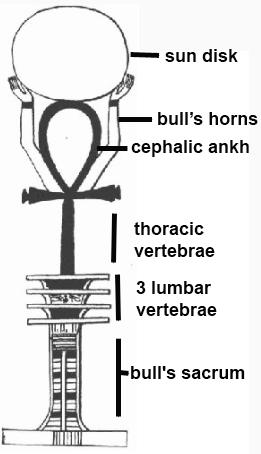 sun disk
bull's horns
cephalic ankh
thoracic
vertebrae
3 lumbar
vertebrae
bull's sacrum